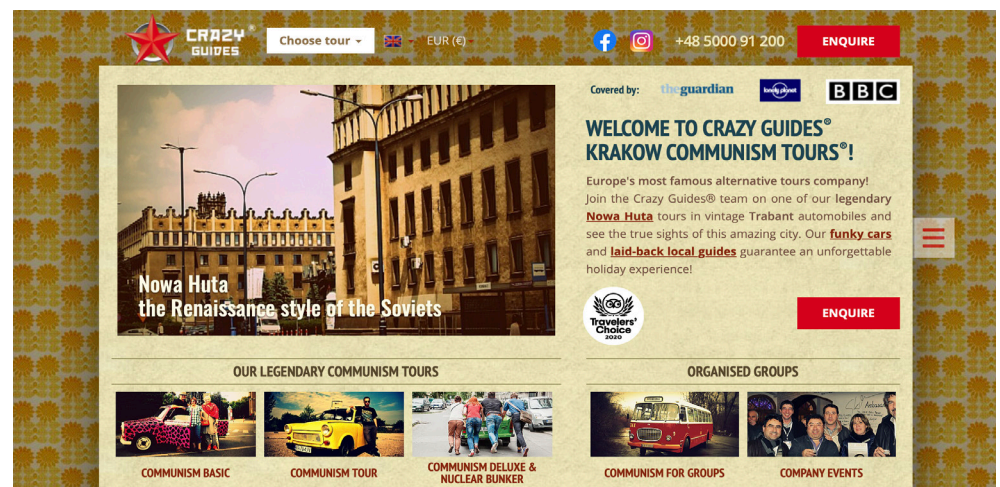 CRAZY GUIDES®
Choose tour
EUR (€)
+48 5000 91 200
ENQUIRE
Nowa Huta
the Renaissance style of the Soviets
Covered by:
theguardian
lonely planet
BBC
WELCOME TO CRAZY GUIDES®
KRAKOW COMMUNISM TOURS®!
Europe's most famous alternative tours company!
Join the Crazy Guides® team on one of our legendary
Nowa Huta tours in vintage Trabant automobiles and
see the true sights of this amazing city. Our funky cars
and laid-back local guides guarantee an unforgettable
holiday experience!
Travelers'
Choice
2020
ENQUIRE
OUR LEGENDARY COMMUNISM TOURS
ORGANISED GROUPS
COMMUNISM BASIC
COMMUNISM TOUR
COMMUNISM DELUXE &
NUCLEAR BUNKER
COMMUNISM FOR GROUPS
COMPANY EVENTS